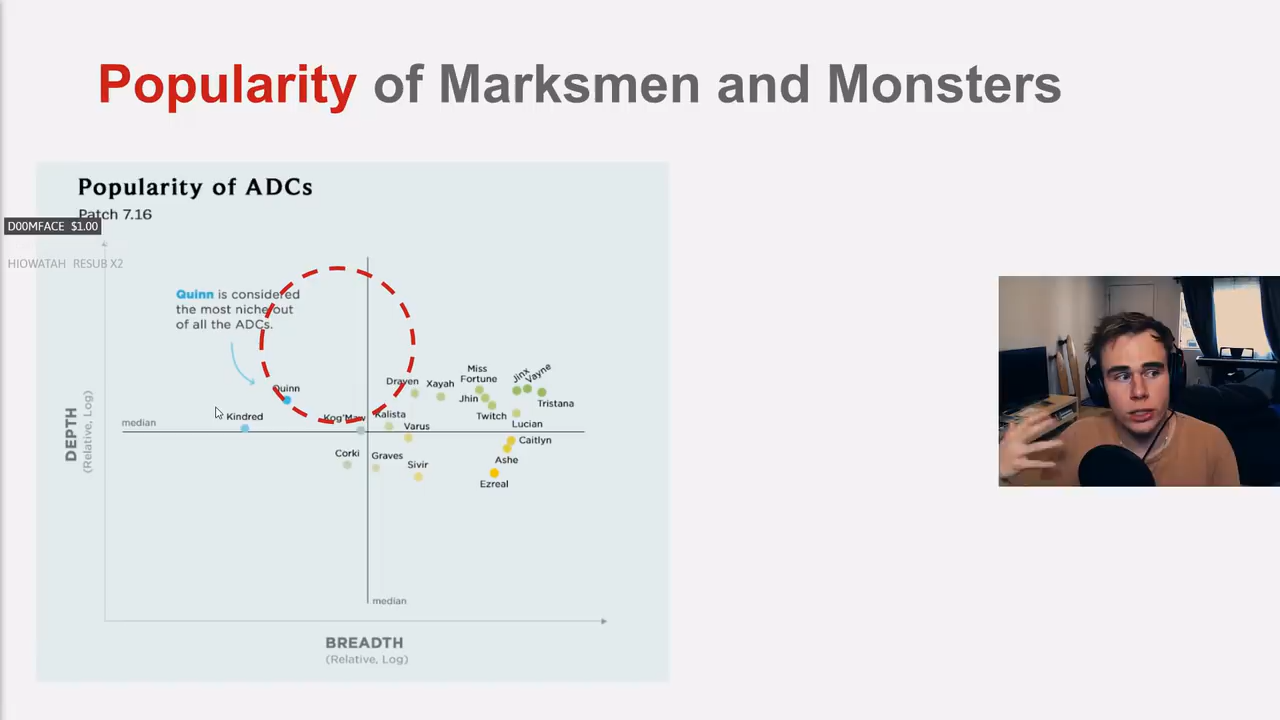 Popularity of Marksmen and Monsters
Popularity of ADCs
Patch 7.16
D00MFACE $1.00
HIOWATAH RESUB X2
Quinn is considered
the most niche out
of all the ADCs.
Miss
Fortune
Jinx
Vayne
Draven
Xayah
Quinn
Jhin
Tristana
Kindred
Kog'Maw
Kalista
Twitch
Lucian
median
Varus
Caitlyn
Corki
Graves
Sivir
Ashe
Ezreal
DEPTH
(Relative, Log)
median
BREADTH
(Relative, Log)